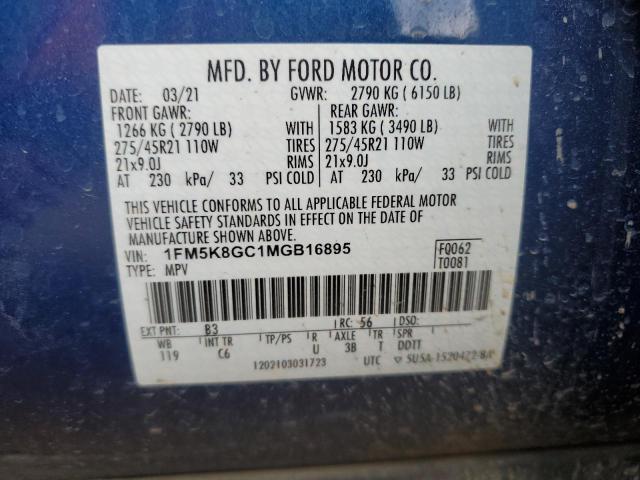 MFD. BY FORD MOTOR CO.
DATE: 03/21 GVWR: 2790 KG ( 6150 LB)
FRONT GAWR: REAR GAWR:
1266 KG ( 2790 LB) WITH 1583 KG ( 3490 LB) WITH
275/45R21 110W TIRES 275/45R21 110W TIRES
21x9.0J RIMS 21x9.0J RIMS
AT 230 kPa/ 33 PSI COLD AT 230 kPa/ 33 PSI COLD
THIS VEHICLE CONFORMS TO ALL APPLICABLE FEDERAL MOTOR
VEHICLE SAFETY STANDARDS IN EFFECT ON THE DATE OF
MANUFACTURE SHOWN ABOVE.
VIN: 1FM5K8GC1MGB16895 F0062
TYPE: MPV T0081
EXT PNT: B3 RC: 56 DSO:
WB INT TR TP/PS R AXLE TR SPR
119 C6 U 3B T DDTT
1202103031723 UTC